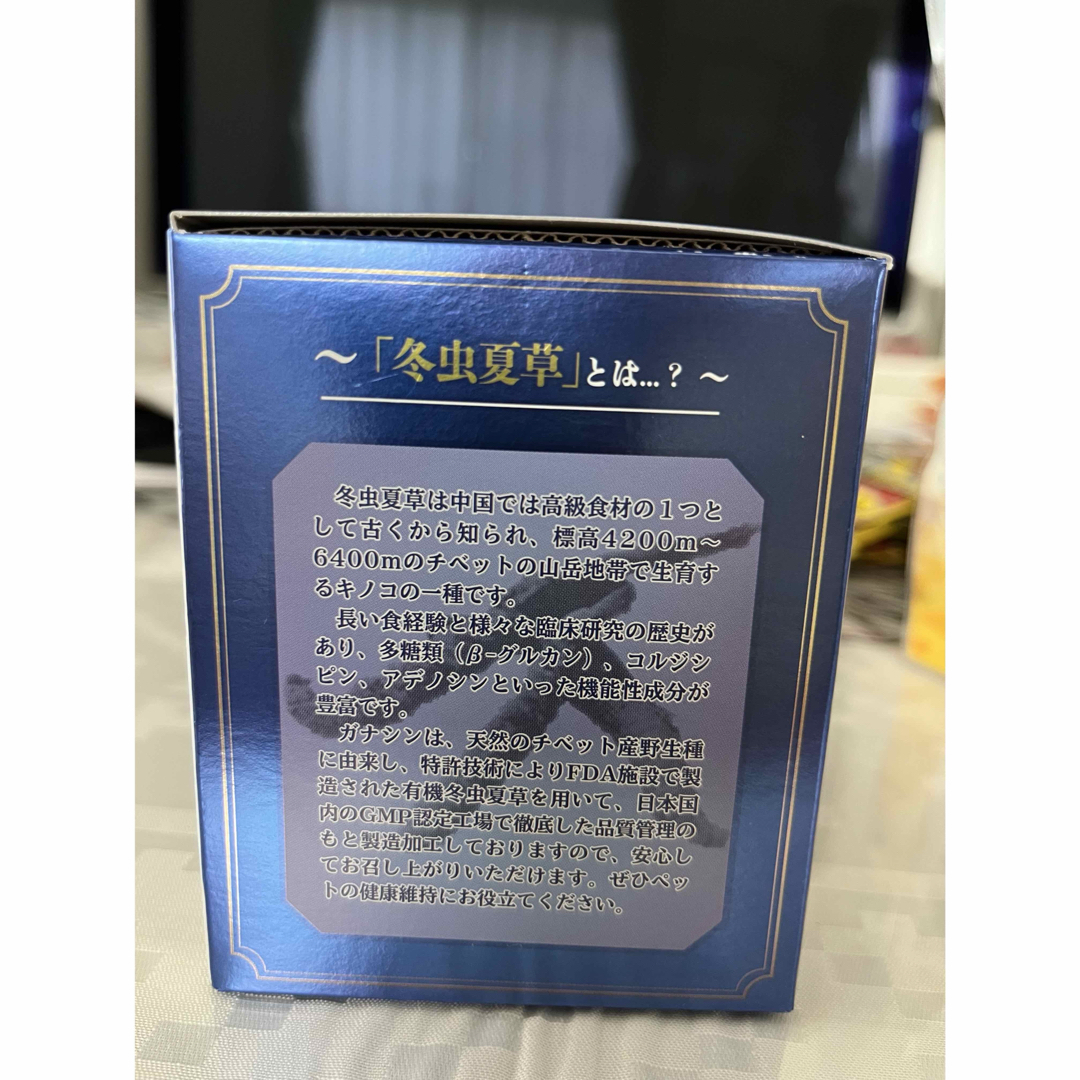 ～「冬虫夏草」とは…？～
冬虫夏草は中国では高級食材の１つと
して古くから知られ、標高4200m～
6400mのチベットの山岳地帯で生育す
るキノコの一種です。
長い食経験と様々な臨床研究の歴史が
あり、多糖類（β-グルカン）、コルジシ
ピン、アデノシンといった機能性成分が
豊富です。
ガナシンは、天然のチベット産野生種
に由来し、特許技術によりFDA施設で製
造された有機冬虫夏草を用いて、日本国
内のGMP認定工場で徹底した品質管理の
もと製造加工しておりますので、安心し
てお召し上がりいただけます。ぜひペッ
トの健康維持にお役立てください。